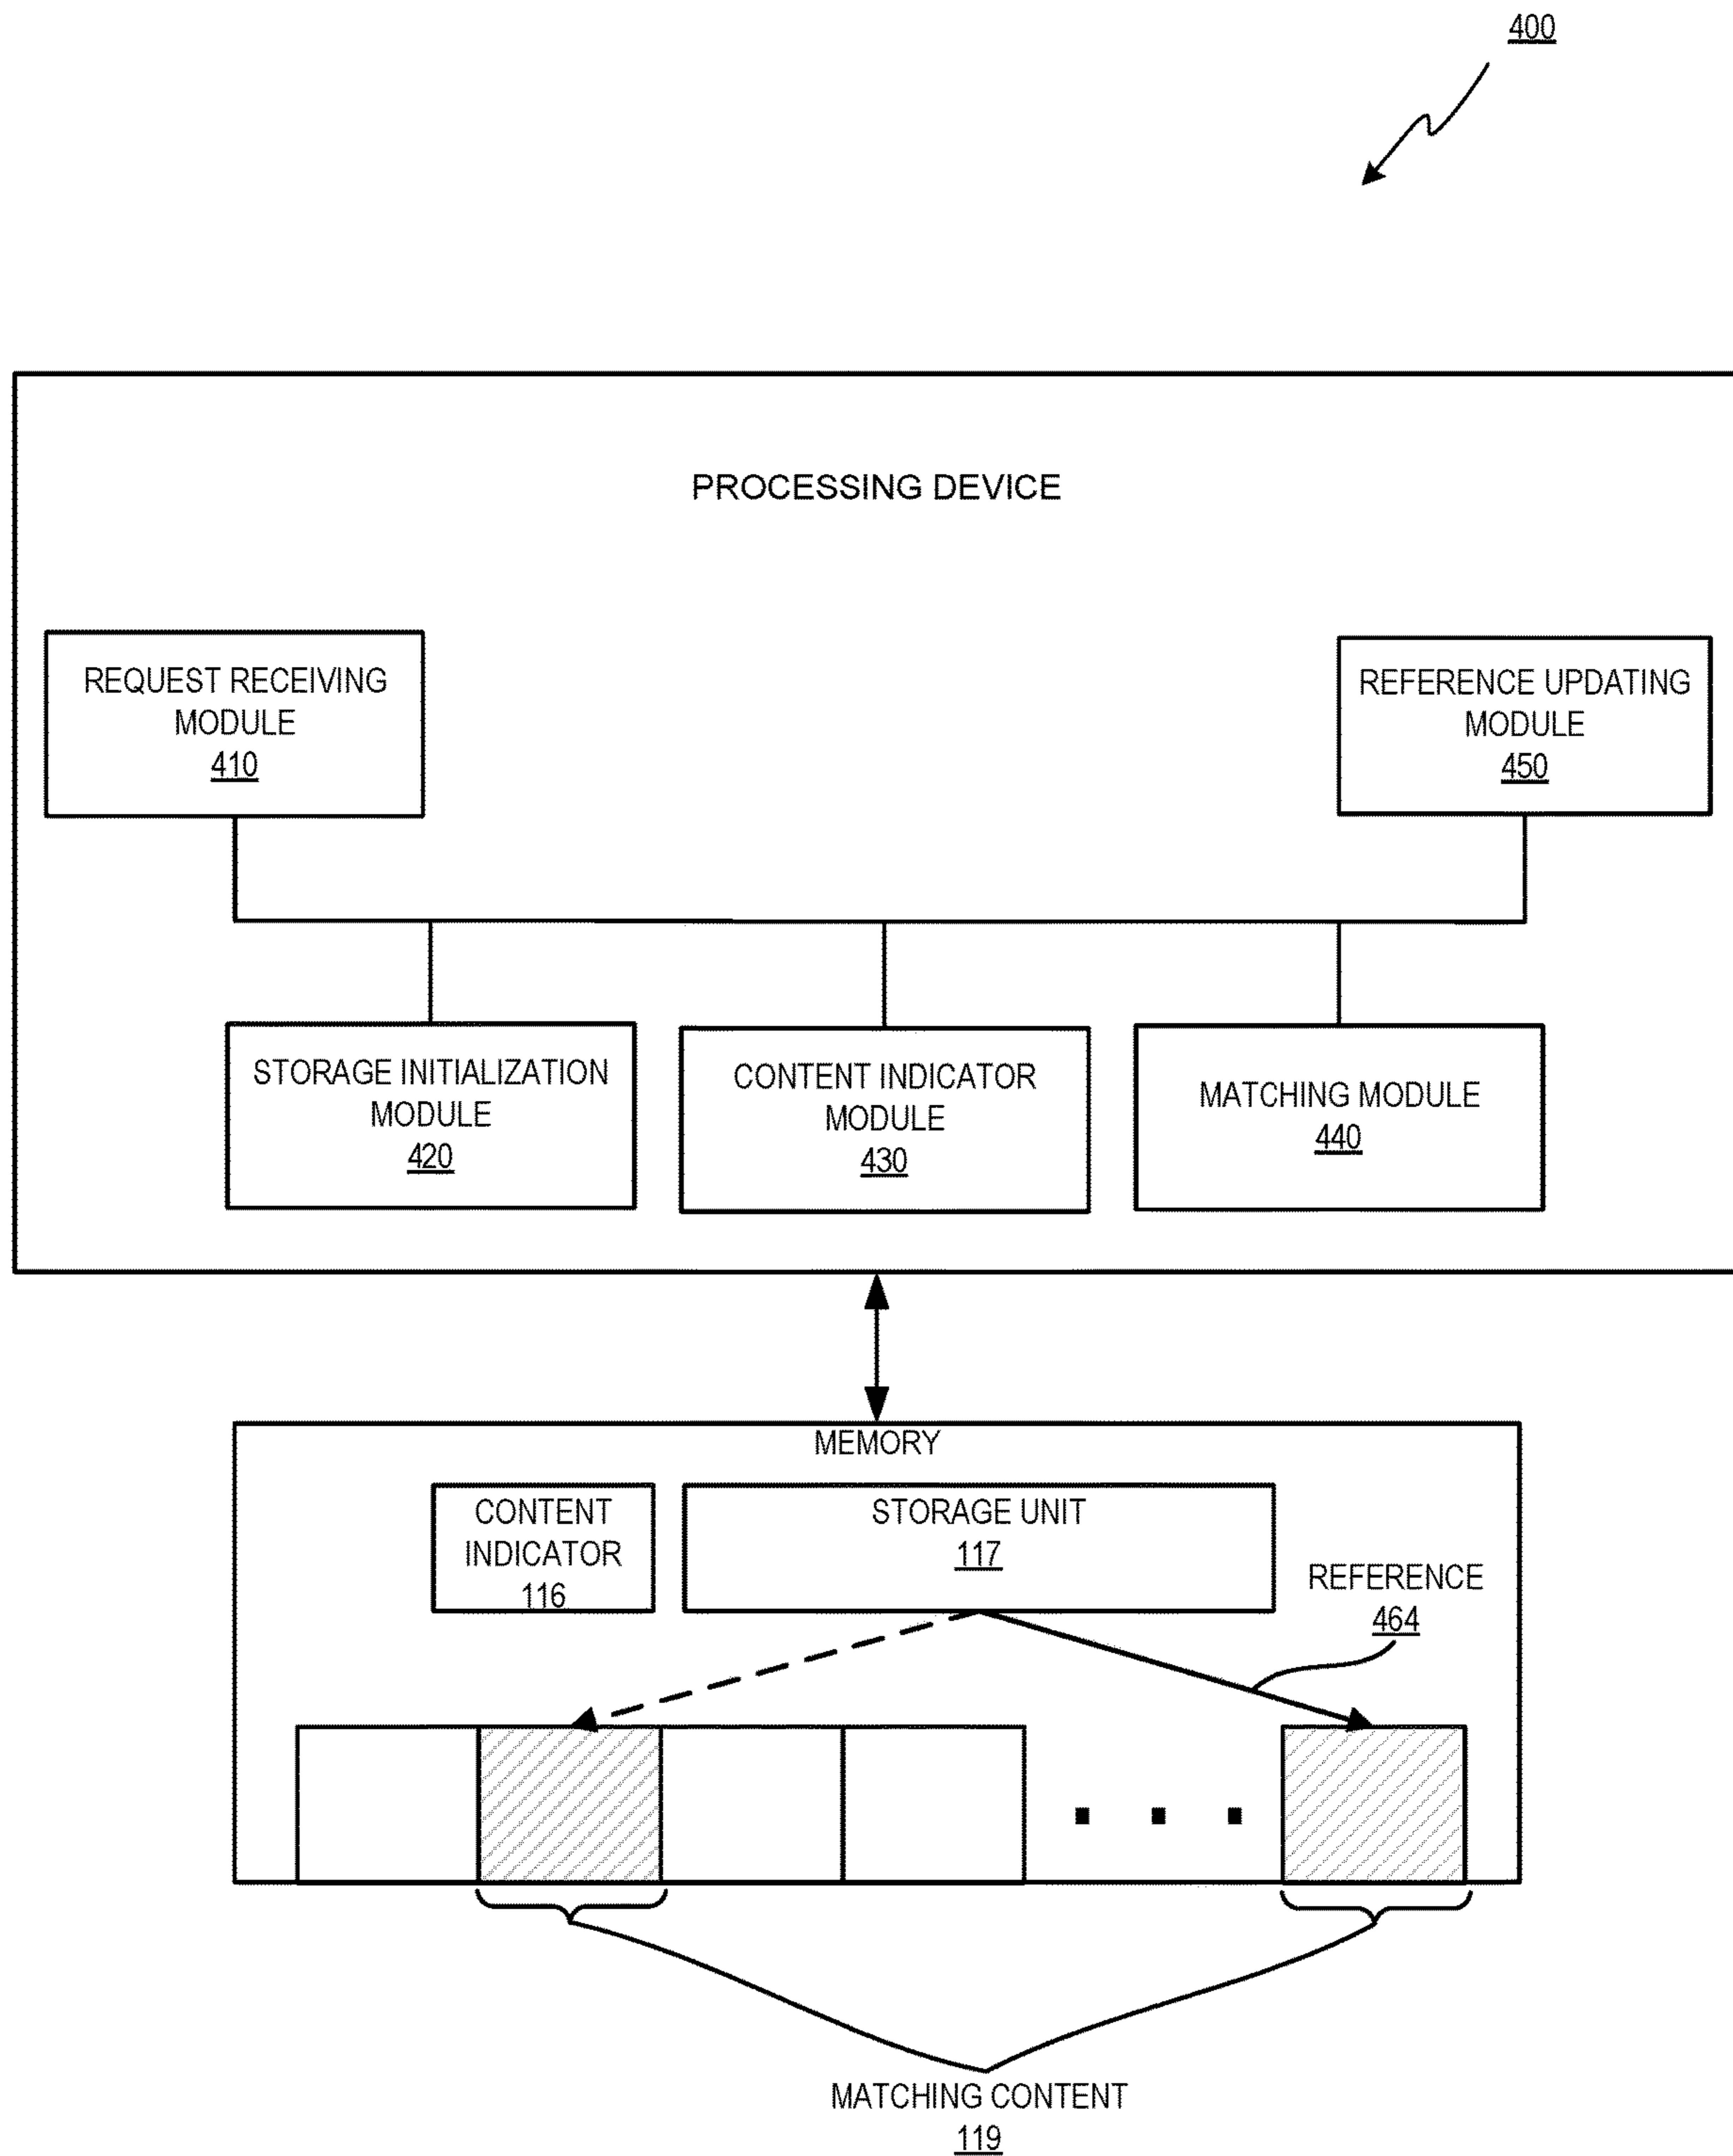 400
PROCESSING DEVICE
REQUEST RECEIVING
MODULE
410
REFERENCE UPDATING
MODULE
450
STORAGE INITIALIZATION
MODULE
420
CONTENT INDICATOR
MODULE
430
MATCHING MODULE
440
MEMORY
CONTENT
INDICATOR
116
STORAGE UNIT
117
REFERENCE
464
MATCHING CONTENT
119